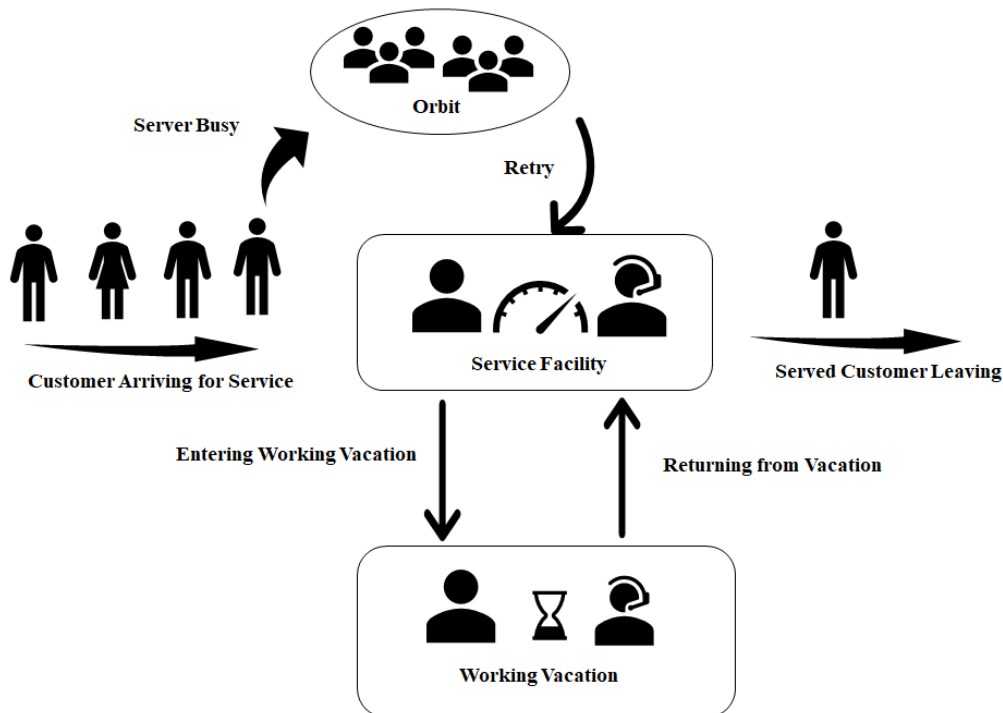 Orbit
Server Busy
Retry
Customer Arriving for Service
Service Facility
Served Customer Leaving
Entering Working Vacation
Returning from Vacation
Working Vacation